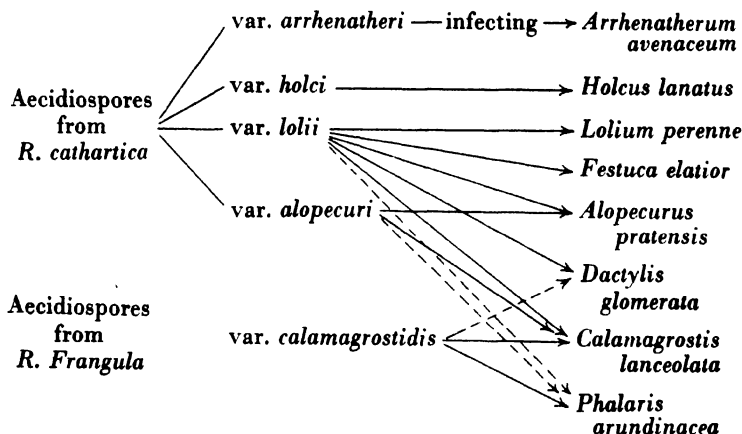 var. arrhenatheri — infecting → Arrhenatherum
avenaceum
var. holci
Holcus lanatus
Aecidiospores
from
R. cathartica
var. lolii
Lolium perenne
Festuca elatior
var. alopecuri
Alopecurus
pratensis
Dactylis
glomerata
Aecidiospores
from
R. Frangula
var. calamagrostidis
Calamagrostis
lanceolata
Phalaris
arundinacea